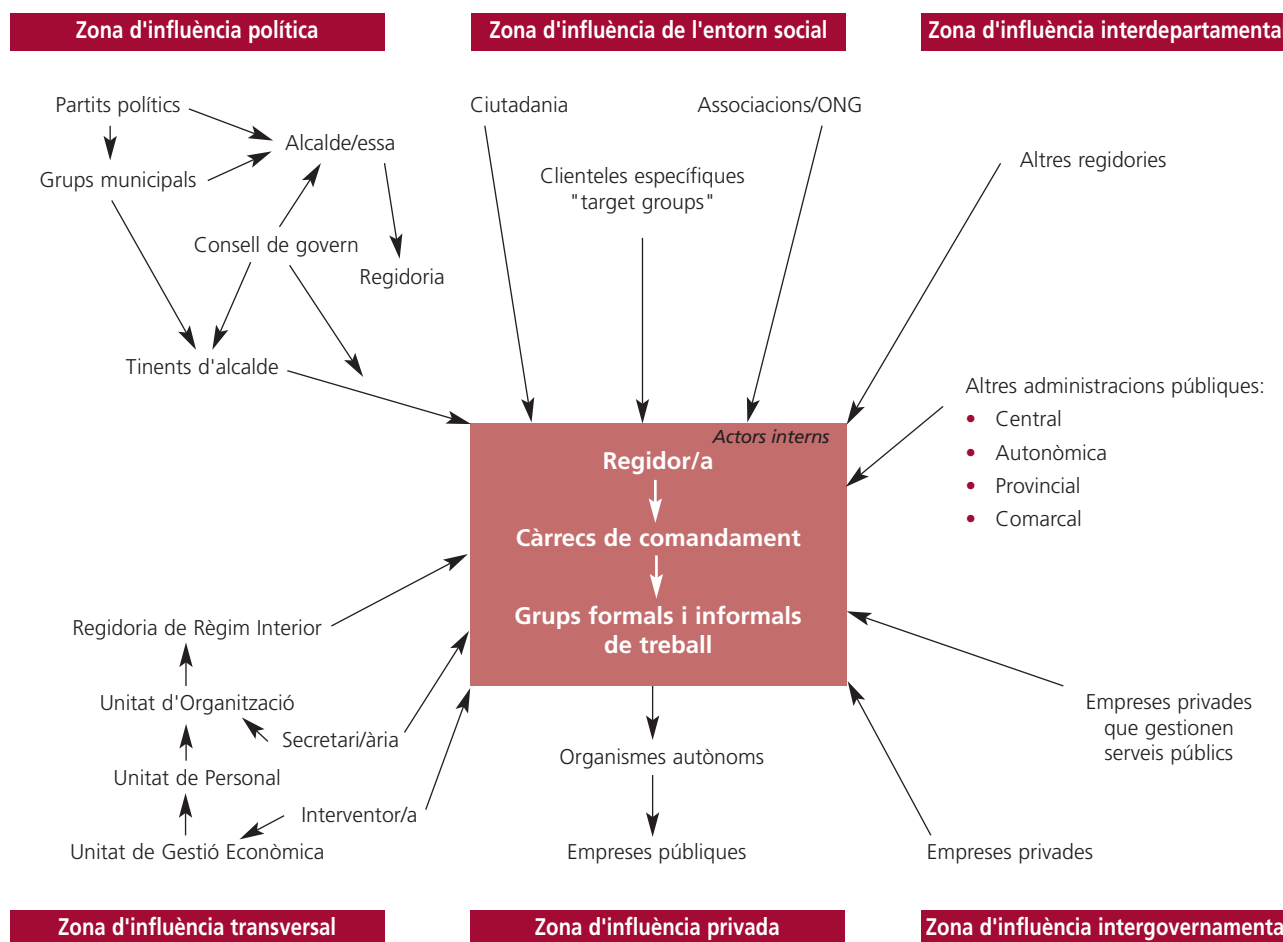 Zona d'influència política
Zona d'influència de l'entorn social
Zona d'influència interdepartamenta
Partits polítics
Ciutadania
Associacions/ONG
Alcalde/essa
Altres regidories
Grups municipals
Clienteles específiques
"target groups"
Consell de govern
Regidoria
Tinents d'alcalde
Altres administracions públiques:
• Central
• Autonòmica
• Provincial
• Comarcal
Actors interns
Regidor/a
Càrrecs de comandament
Grups formals i informals
de treball
Regidoria de Règim Interior
Unitat d'Organització
Secretari/ària
Unitat de Personal
Interventor/a
Unitat de Gestió Econòmica
Organismes autònoms
Empreses públiques
Empreses privades
que gestionen
serveis públics
Empreses privades
Zona d'influència transversal
Zona d'influència privada
Zona d'influència intergovernamenta